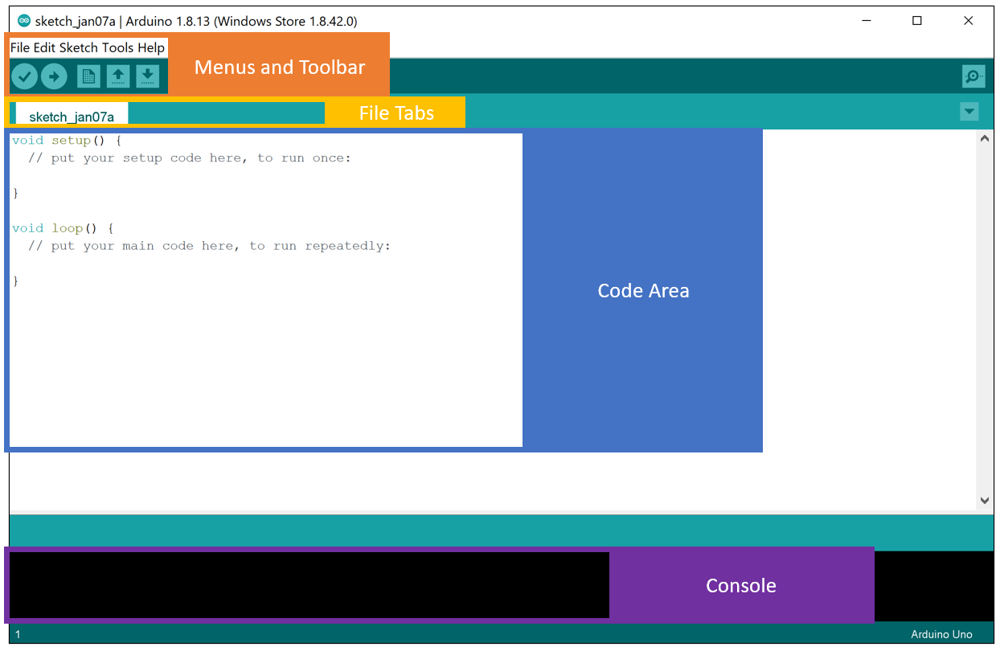 sketch_jan07a | Arduino 1.8.13 (Windows Store 1.8.42.0)
File Edit Sketch Tools Help
Menus and Toolbar
sketch_jan07a
File Tabs
void setup() {
  // put your setup code here, to run once:
}
void loop() {
  // put your main code here, to run repeatedly:
}
Code Area
Console
1
Arduino Uno